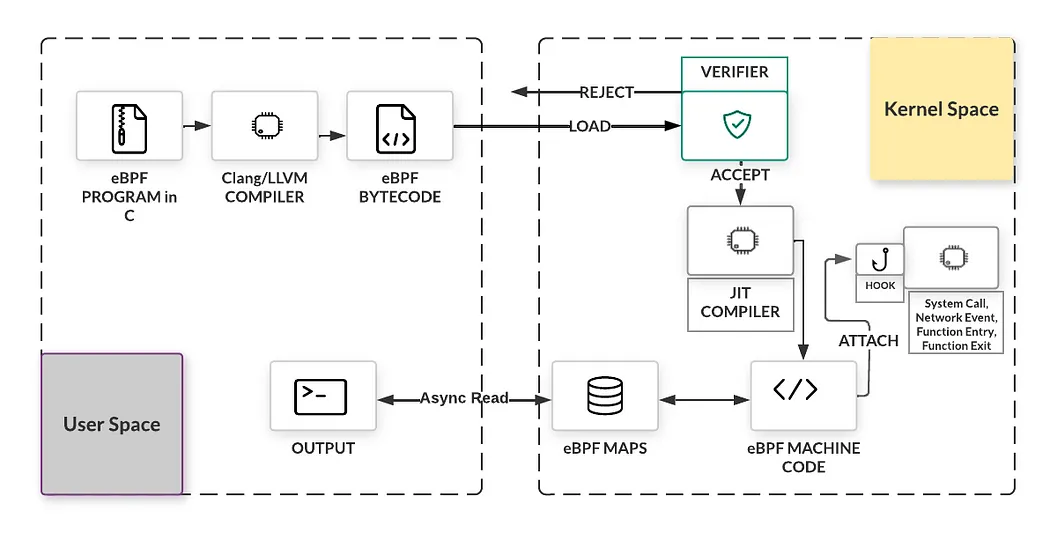 VERIFIER
REJECT
Kernel Space
LOAD
eBPF
PROGRAM in
C
Clang/LLVM
COMPILER
eBPF
BYTECODE
ACCEPT
JIT
COMPILER
HOOK
System Call,
Network Event,
Function Entry,
Function Exit
ATTACH
User Space
>-
OUTPUT
Async Read
eBPF MAPS
</>
eBPF MACHINE
CODE